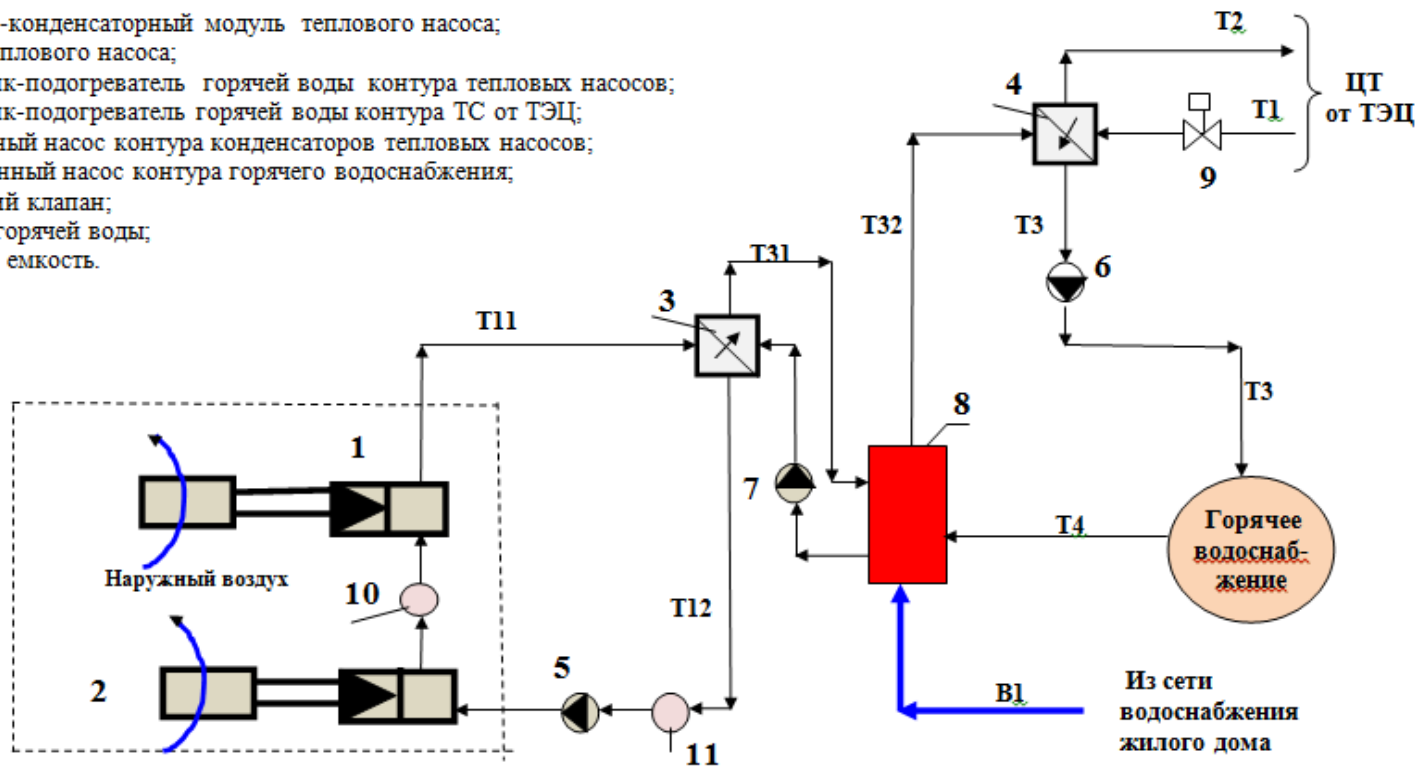 -конденсаторный модуль теплового насоса;
плового насоса;
ик-подогреватель горячей воды контура тепловых насосов;
ик-подогреватель горячей воды контура ТС от ТЭЦ;
ный насос контура конденсаторов тепловых насосов;
нный насос контура горячего водоснабжения;
ий клапан;
горячей воды;
емкость.
Т2
4
ЦТ
от ТЭЦ
Т1
9
Т32
Т3
6
Т31
3
Т11
Т3
8
1
7
Т4
Горячее
водоснаб-
жение
Наружный воздух
10
Т12
2
5
В1
Из сети
водоснабжения
жилого дома
11